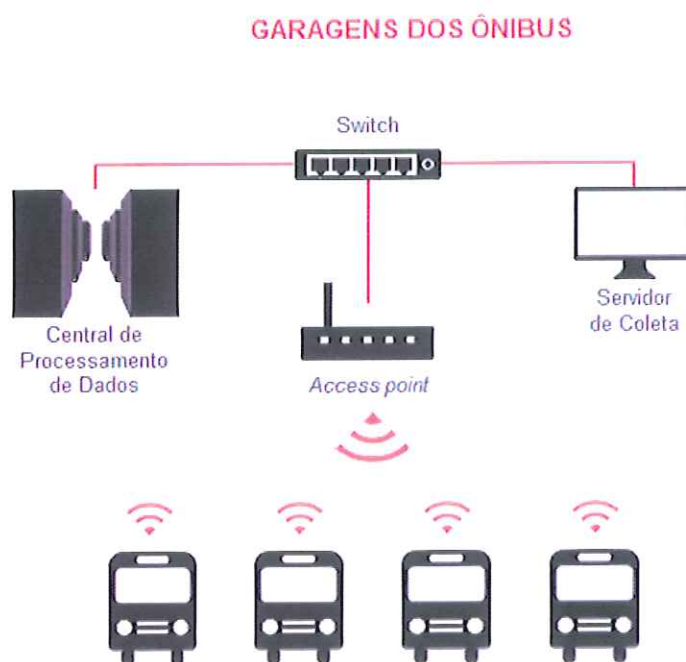 GARAGENS DOS ÔNIBUS
Switch
Central de
Processamento
de Dados
Access point
Servidor
de Coleta